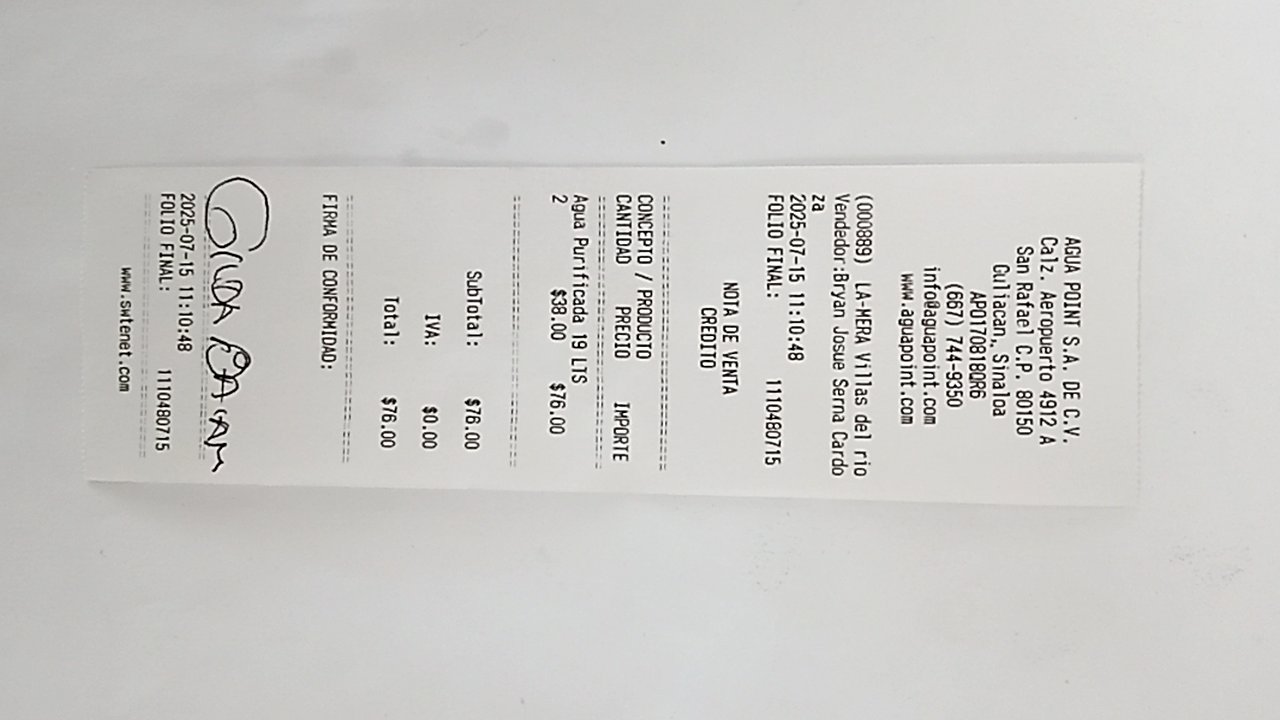 AGUA POINT S.A. DE C.V.
Calz. Aeropuerto 4912 A
San Rafael C.P. 80150
Culiacan, Sinaloa
APO170818QR6
(667) 744-9350
info@aguapoint.com
www.aguapoint.com
(000889) LA-MERA Villas del rio
Vendedor:Bryan Josue Serna Cardo
za
2025-07-15 11:10:48
FOLIO FINAL: 1110480715
NOTA DE VENTA
CREDITO
CONCEPTO / PRODUCTO
CANTIDAD PRECIO IMPORTE
Agua Purificada 19 LTS
2 $38.00 $76.00
SubTotal: $76.00
IVA: $0.00
Total: $76.00
FIRMA DE CONFORMIDAD:
2025-07-15 11:10:48
FOLIO FINAL: 1110480715
www.swtenet.com